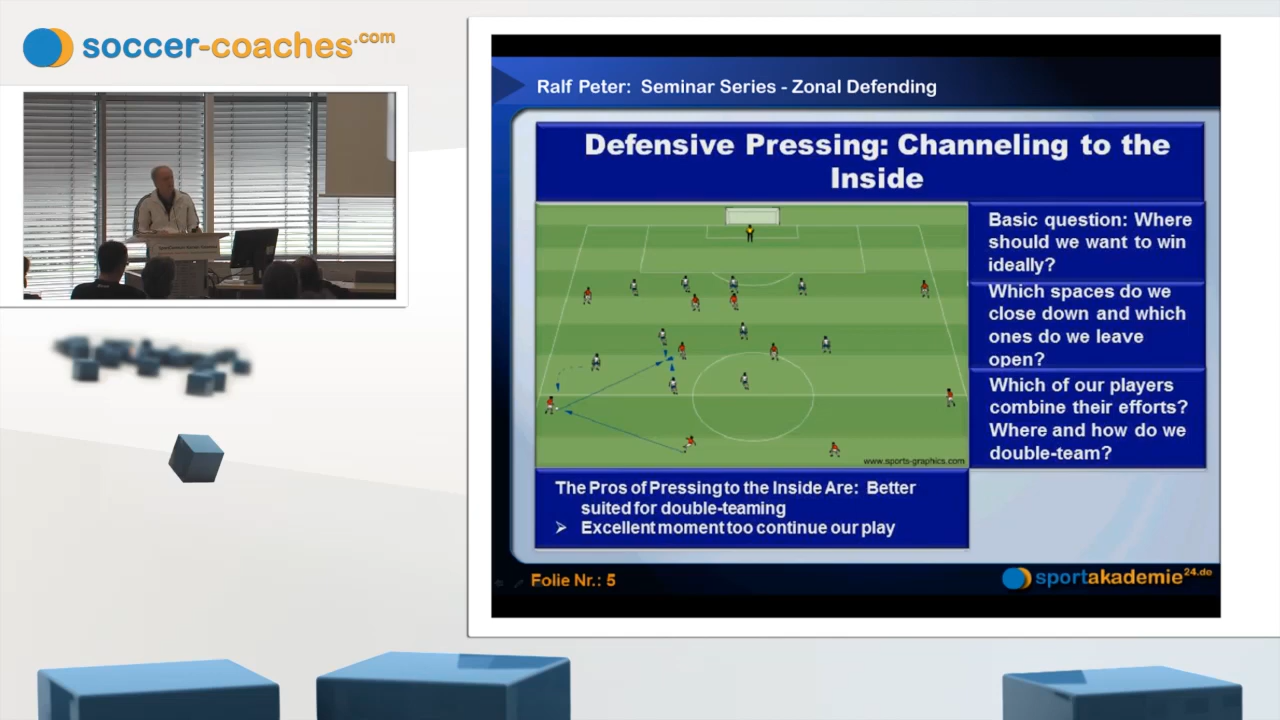 soccer-coaches.com
Ralf Peter: Seminar Series - Zonal Defending
Defensive Pressing: Channeling to the
Inside
Basic question: Where
should we want to win
ideally?
Which spaces do we
close down and which
ones do we leave
open?
Which of our players
combine their efforts?
Where and how do we
double-team?
www.sports-graphics.com
The Pros of Pressing to the Inside Are: Better
suited for double-teaming
➢ Excellent moment too continue our play
Folie Nr.: 5
sportakademie24.de